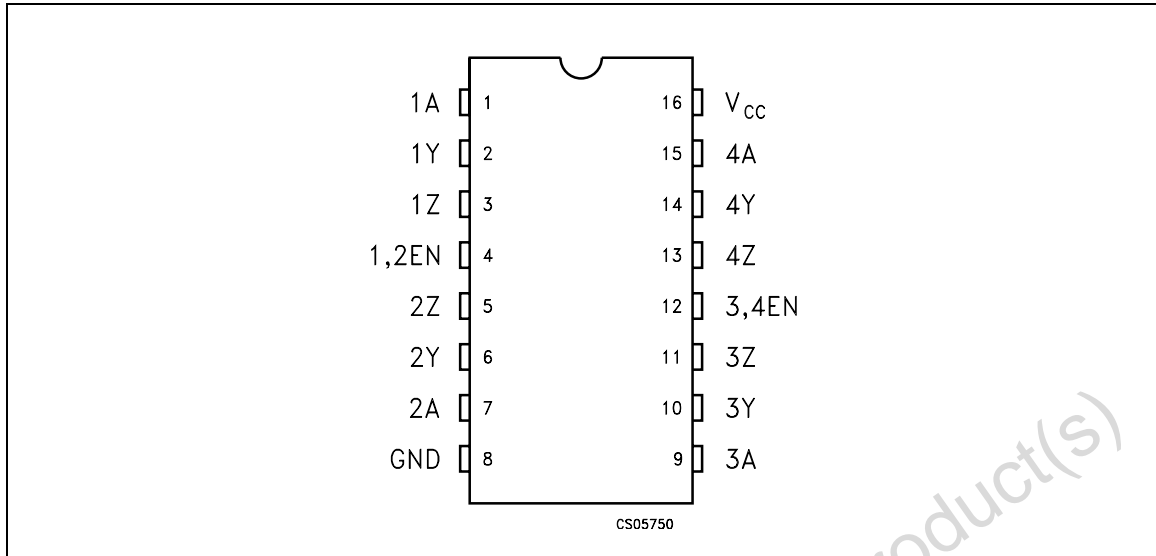 1A 1 16 VCC
1Y 2 15 4A
1Z 3 14 4Y
1,2EN 4 13 4Z
2Z 5 12 3,4EN
2Y 6 11 3Z
2A 7 10 3Y
GND 8 9 3A
CS05750
roduct(s)